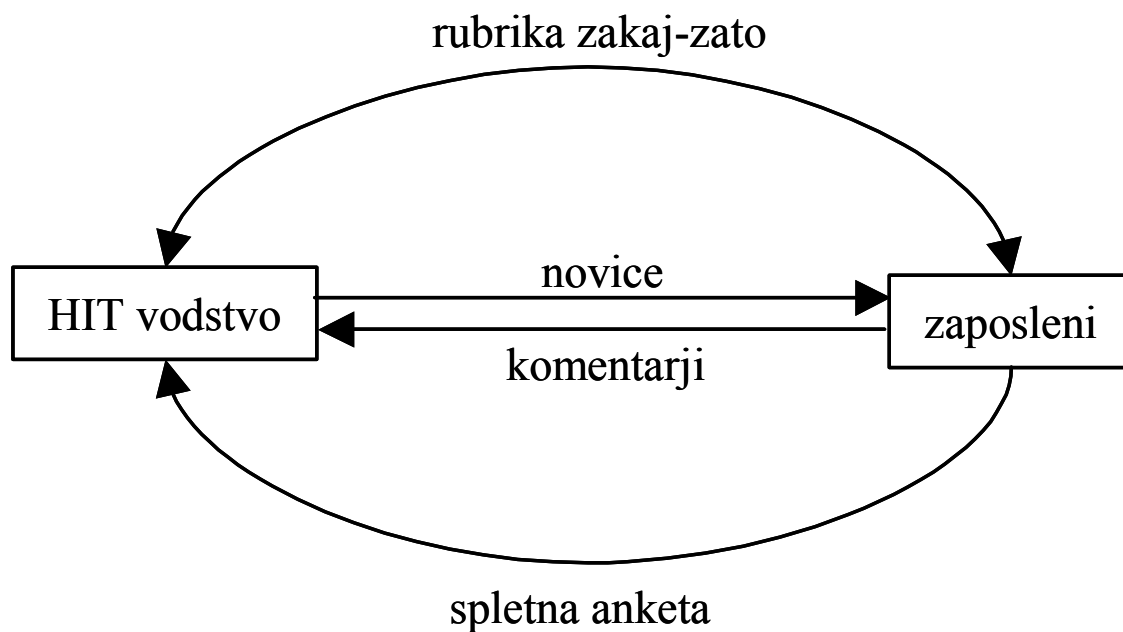 rubrika zakaj-zato
novice
HIT vodstvo
zaposleni
komentarji
spletna anketa